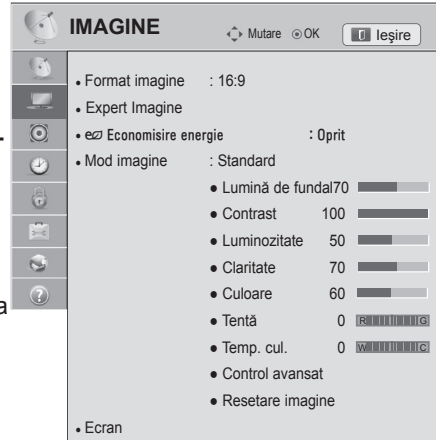 IMAGINE Mutare OK Ieşire
• Format imagine : 16:9
• Expert Imagine
• Economisire energie : Oprit
• Mod imagine : Standard
● Lumină de fundal70
● Contrast 100
● Luminozitate 50
● Claritate 70
● Culoare 60
● Tentă 0 R G
● Temp. cul. 0 W C
● Control avansat
● Resetare imagine
• Ecran
a